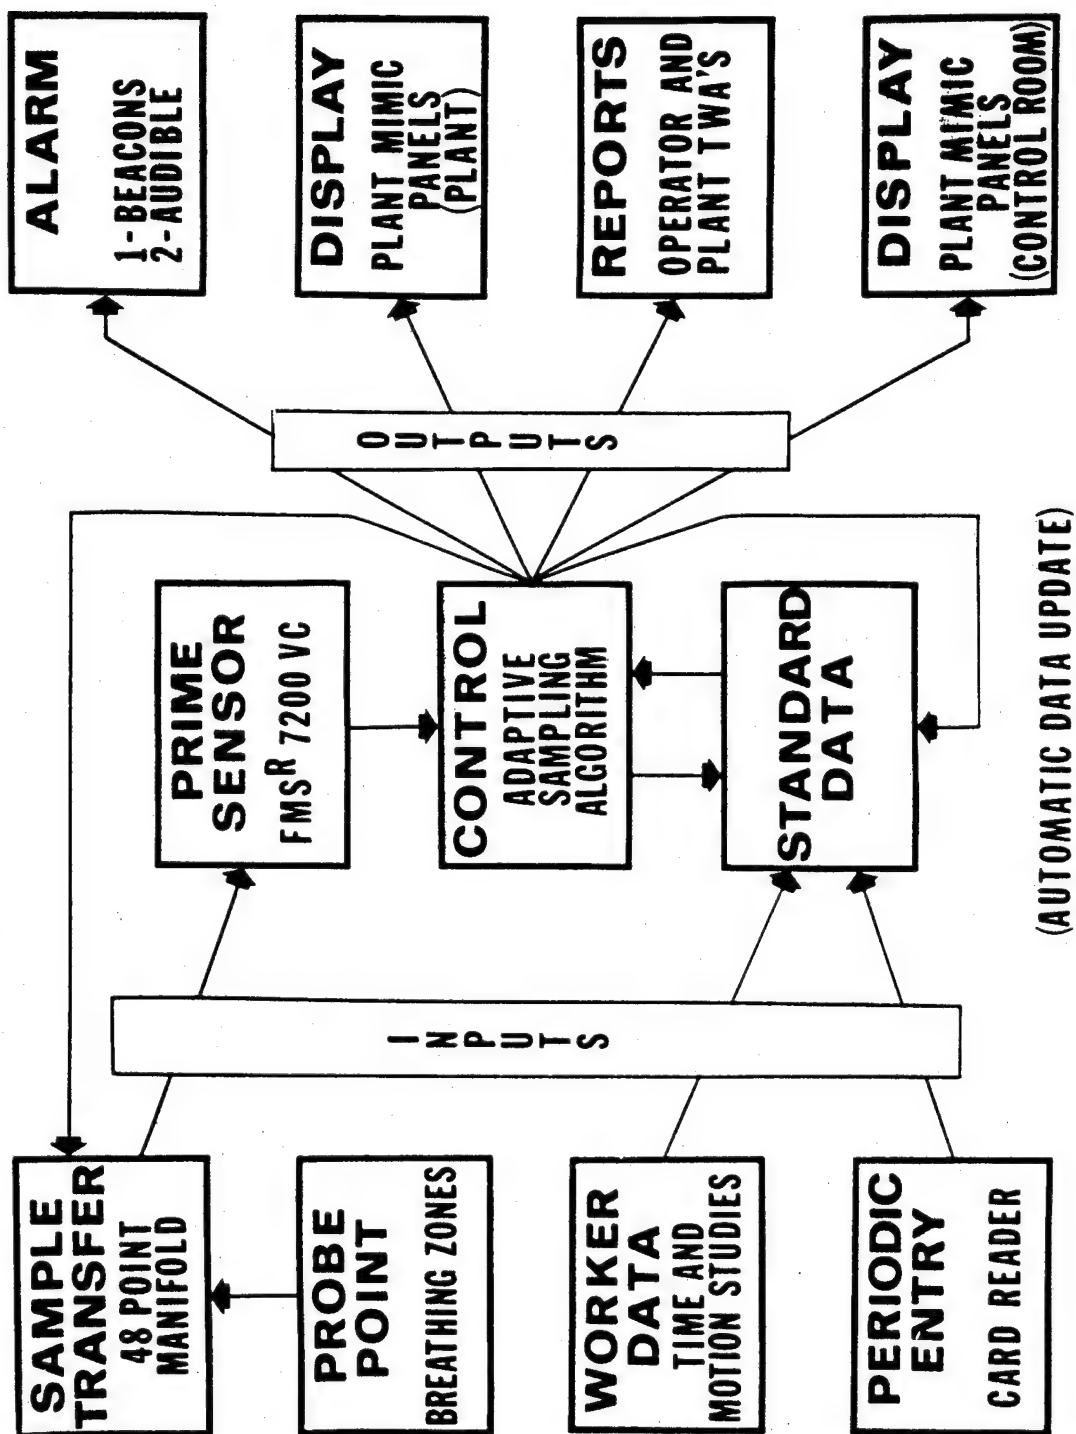 SAMPLE
TRANSFER
48 POINT
MANIFOLD
PROBE
POINT
BREATHING ZONES
WORKER
DATA
TIME AND
MOTION STUDIES
PERIODIC
ENTRY
CARD READER
INPUTS
PRIME
SENSOR
FMSᴿ 7200 VC
CONTROL
ADAPTIVE
SAMPLING
ALGORITHM
STANDARD
DATA
(AUTOMATIC DATA UPDATE)
OUTPUTS
ALARM
1-BEACONS
2-AUDIBLE
DISPLAY
PLANT MIMIC
PANELS
(PLANT)
REPORTS
OPERATOR AND
PLANT TWA'S
DISPLAY
PLANT MIMIC
PANELS
(CONTROL ROOM)